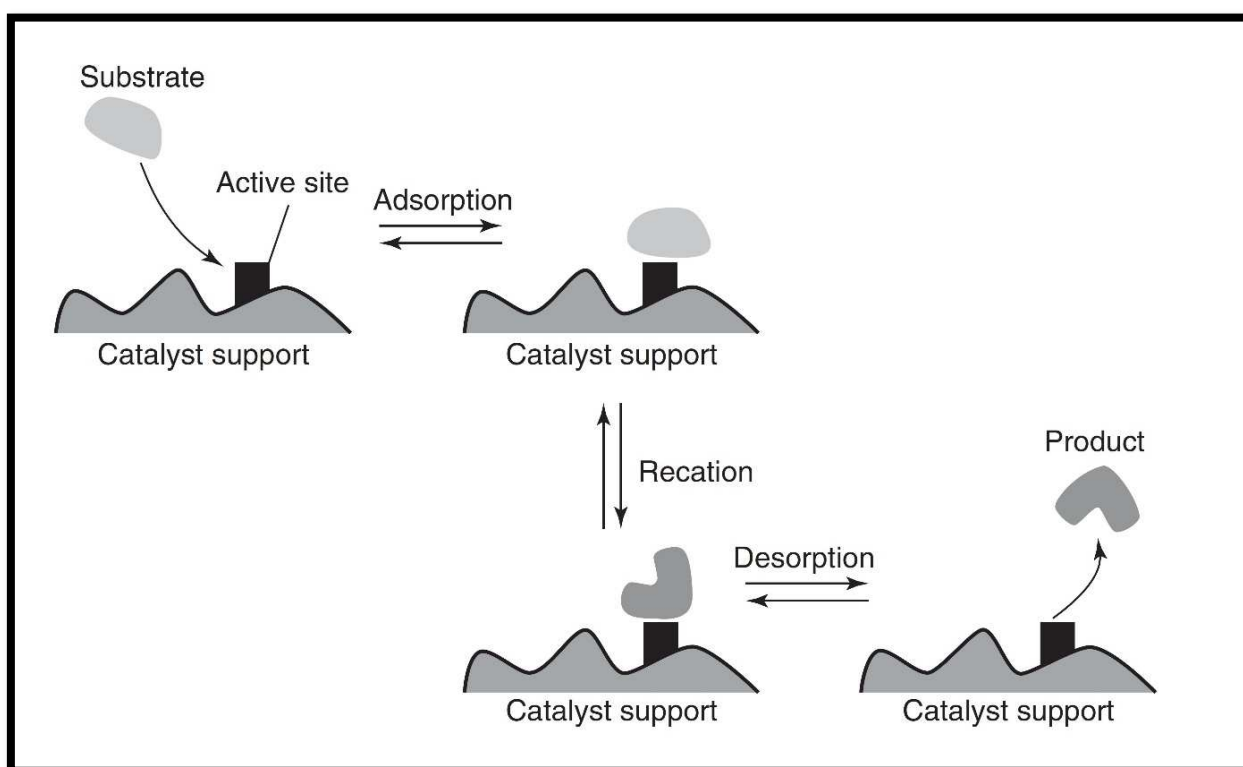 Substrate
Active site
Adsorption
Catalyst support
Catalyst support
Recation
Product
Desorption
Catalyst support
Catalyst support